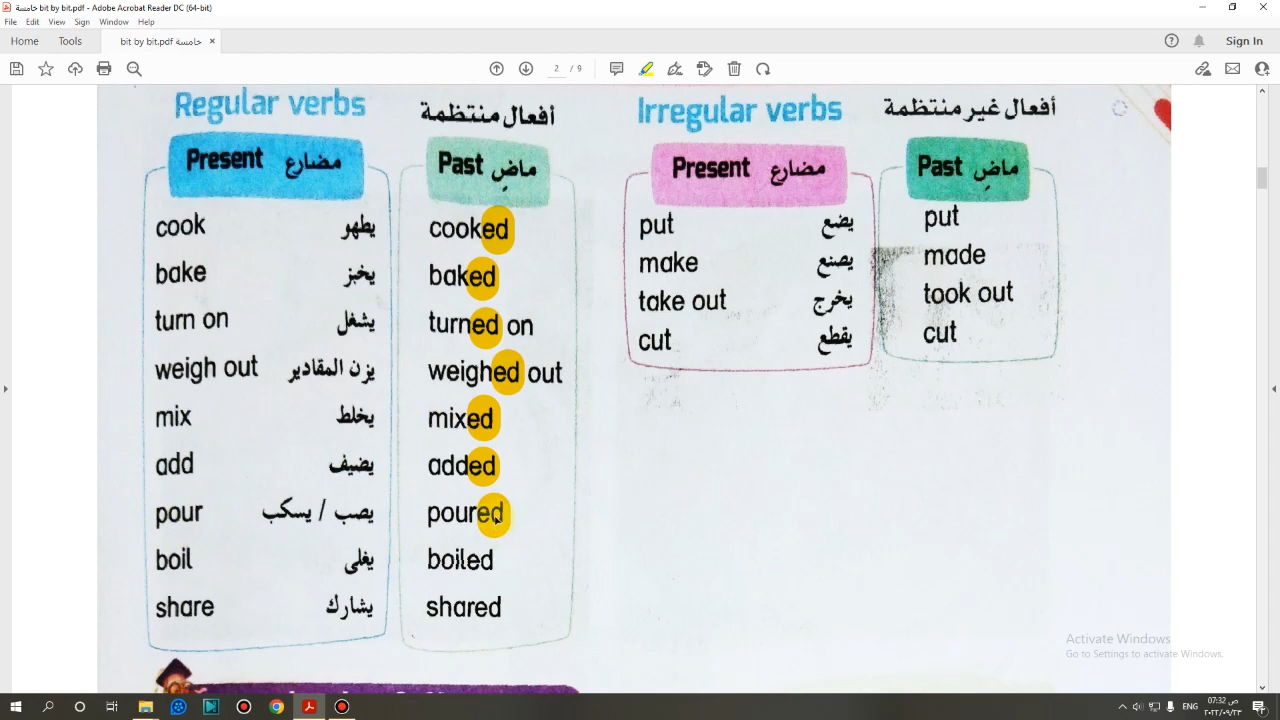 خامسة bit by bit.pdf - Adobe Acrobat Reader DC (64-bit)
File Edit View Sign Window Help
Home Tools خامسة bit by bit.pdf × Sign In
2 / 9
Regular verbs أفعال منتظمة
Present مضارع Past ماضٍ
cook يطهو cooked
bake يخبز baked
turn on يشغل turned on
weigh out يزن المقادير weighed out
mix يخلط mixed
add يضيف added
pour يصب / يسكب poured
boil يغلى boiled
share يشارك shared
Irregular verbs أفعال غير منتظمة
Present مضارع Past ماضٍ
put يضع put
make يصنع made
take out يخرج took out
cut يقطع cut
Activate Windows
Go to Settings to activate Windows.
ENG 07:32 ص
٢٠٢٢/٠٩/٢٣